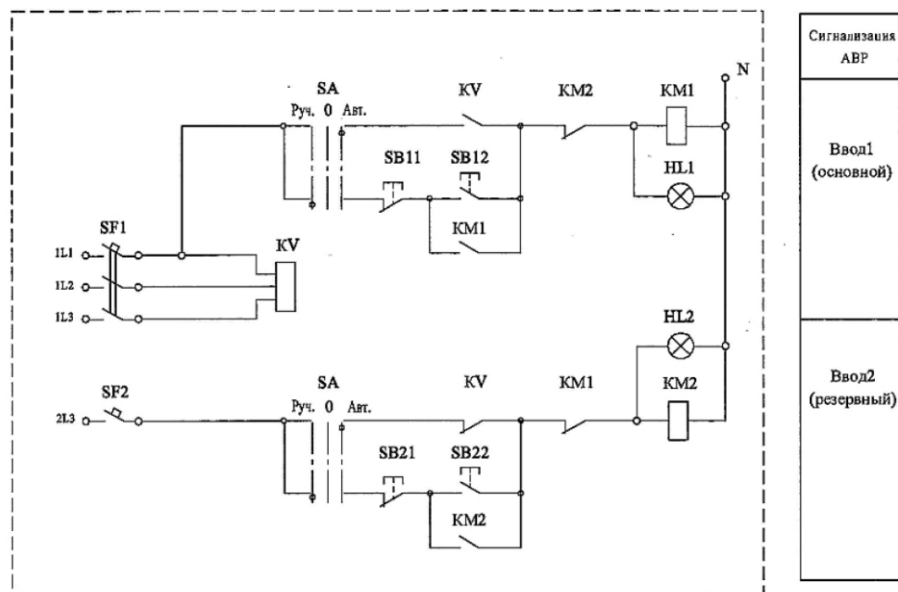 Сигнализация
АВР
N
SA
KV
KM2
KM1
Руч. 0 Авт.
SB11
SB12
HL1
Ввод1
(основной)
SF1
KM1
KV
1L1
1L2
1L3
HL2
SA
KV
KM1
KM2
SF2
Руч. 0 Авт.
2L3
Ввод2
(резервный)
SB21
SB22
KM2